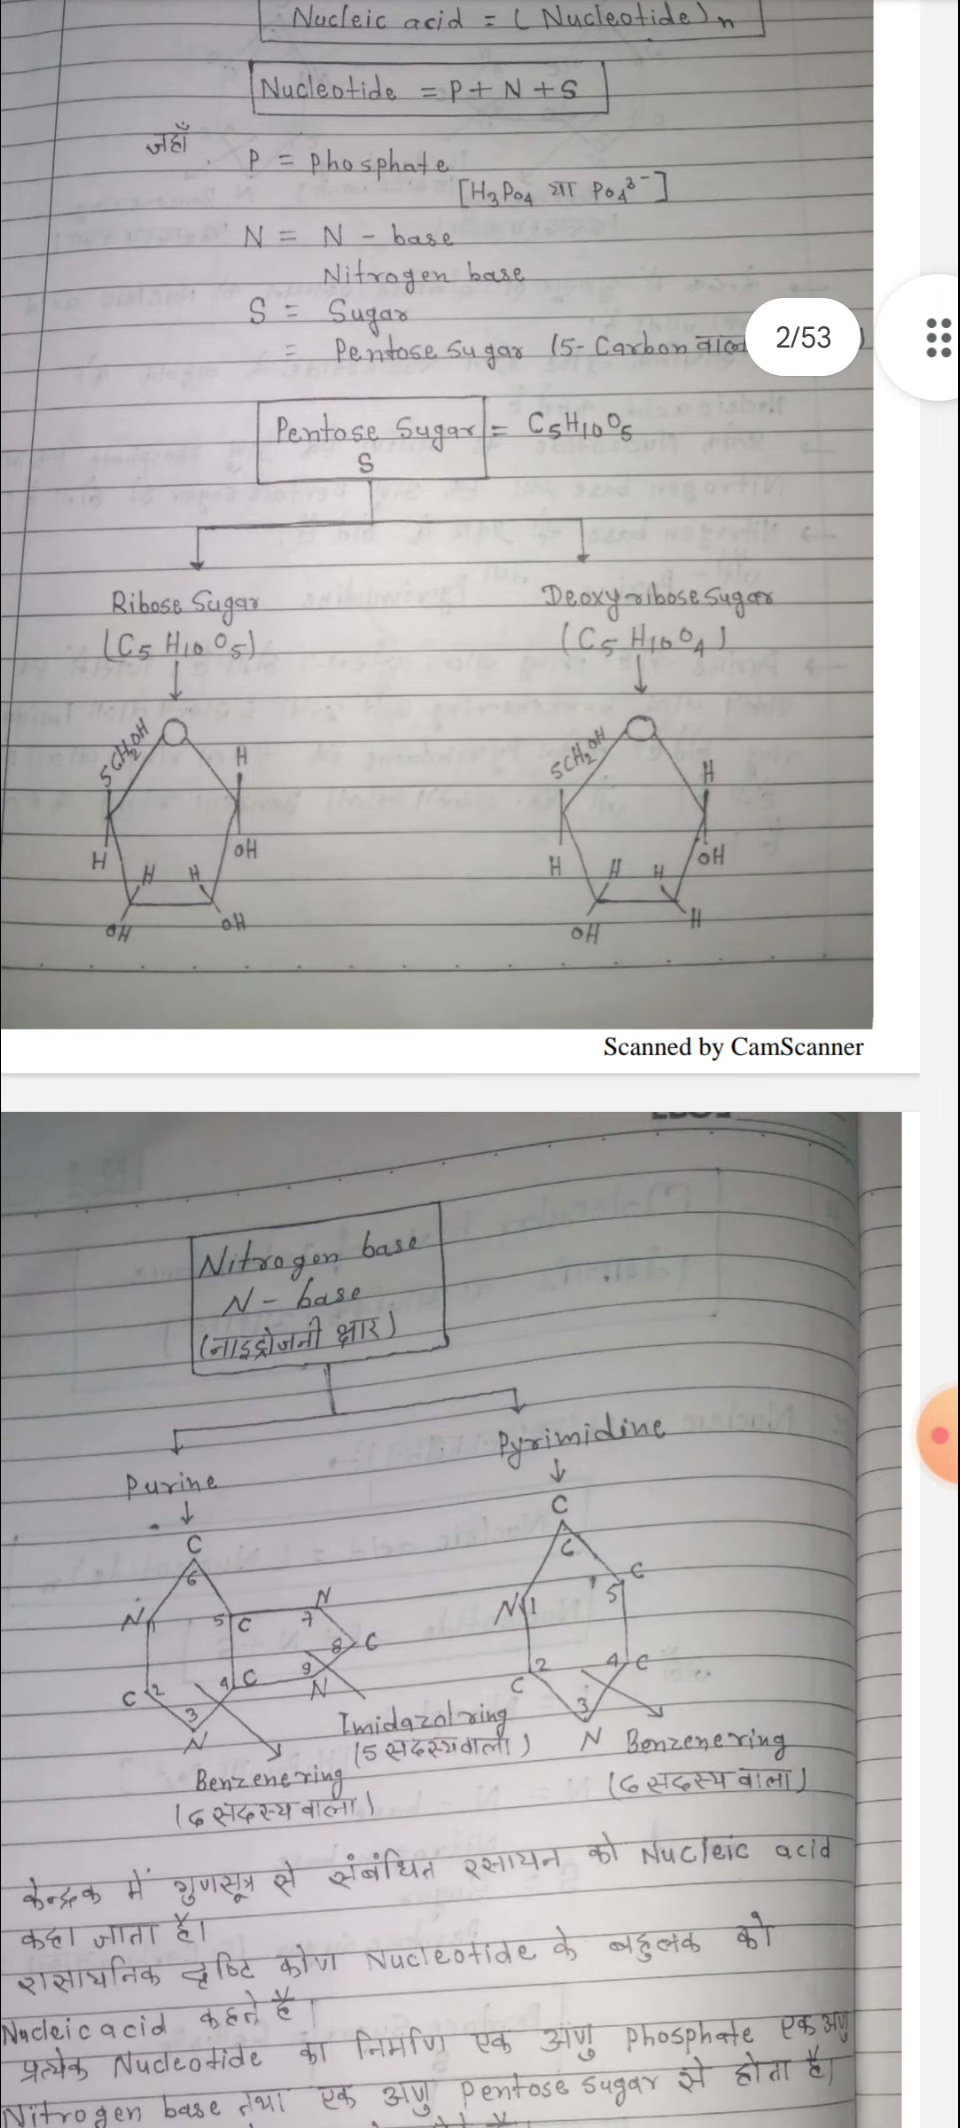 Nucleic acid = (Nucleotide)n
Nucleotide = P + N + S
जहाँ
P = Phosphate
[H3PO4 या PO4³⁻]
N = N - base
Nitrogen base
S = Sugar
= Pentose Sugar (5- Carbon
2/53
Pentose Sugar = C5H10O5
S
Ribose Sugar
Deoxyribose Sugar
(C5 H10 O5)
(C5 H10 O4)
5CH2OH
H
H
OH
H
H
OH
OH
5CH2OH
H
H
OH
H
H
OH
H
Scanned by CamScanner
Nitrogen base
N - base
(नाइट्रोजनी क्षार)
Purine
Pyrimidine
C
6
N 1
5 C
N
7
8 C
9
N
4 C
C 2
3
N
C
6
N 1
5 C
2
C
4 C
3
N
Imidazol ring
(5 सदस्य वाला)
Benzene ring
(6 सदस्य वाला)
Benzene ring
(6 सदस्य वाला)
केन्द्रक में गुणसूत्र से संबंधित रसायन को Nucleic acid
कहा जाता है।
रासायनिक दृष्टि कोण Nucleotide के बहुलक को
Nucleic acid कहते हैं।
प्रत्येक Nucleotide का निर्माण एक अणु phosphate एक अणु
Nitrogen base तथा एक अणु pentose sugar से होता है।